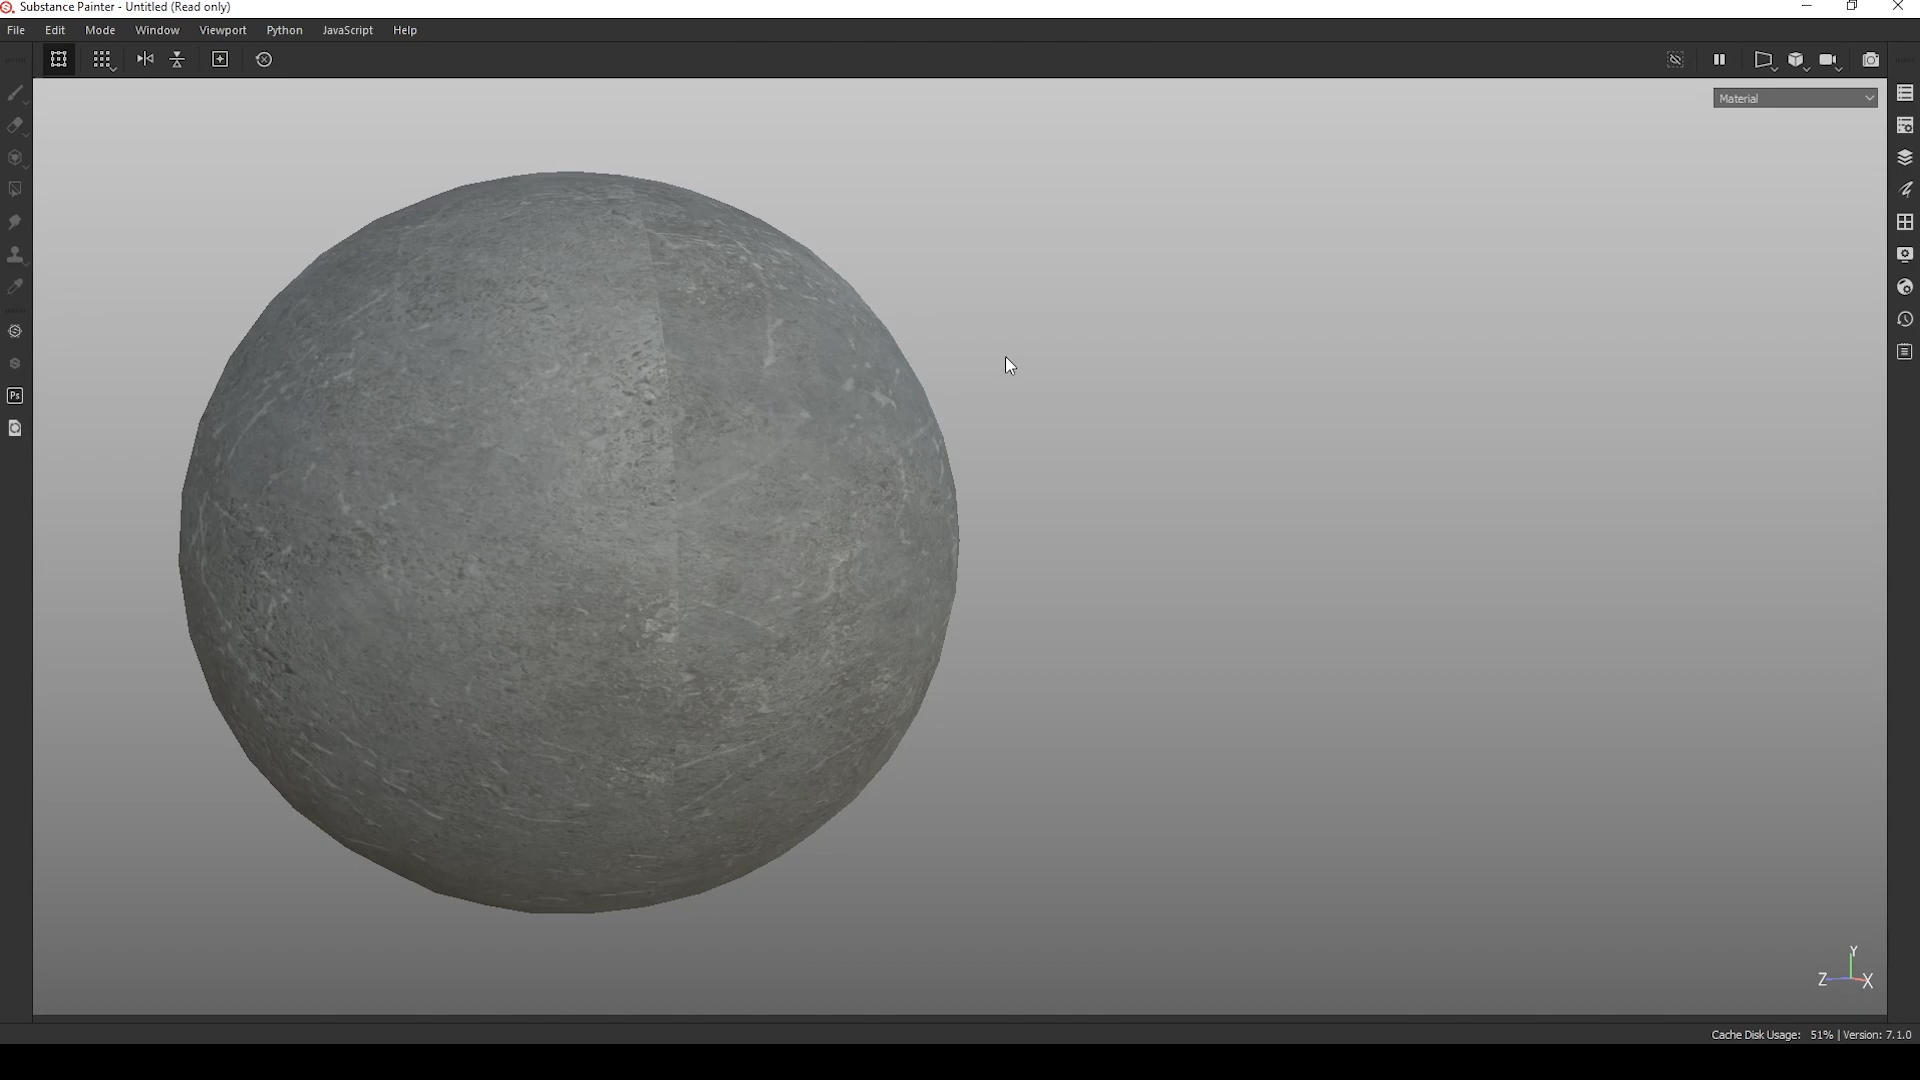 Substance Painter - Untitled (Read only)
File Edit Mode Window Viewport Python JavaScript Help
Material
Ps
Y
Z X
Cache Disk Usage: 51% | Version: 7.1.0